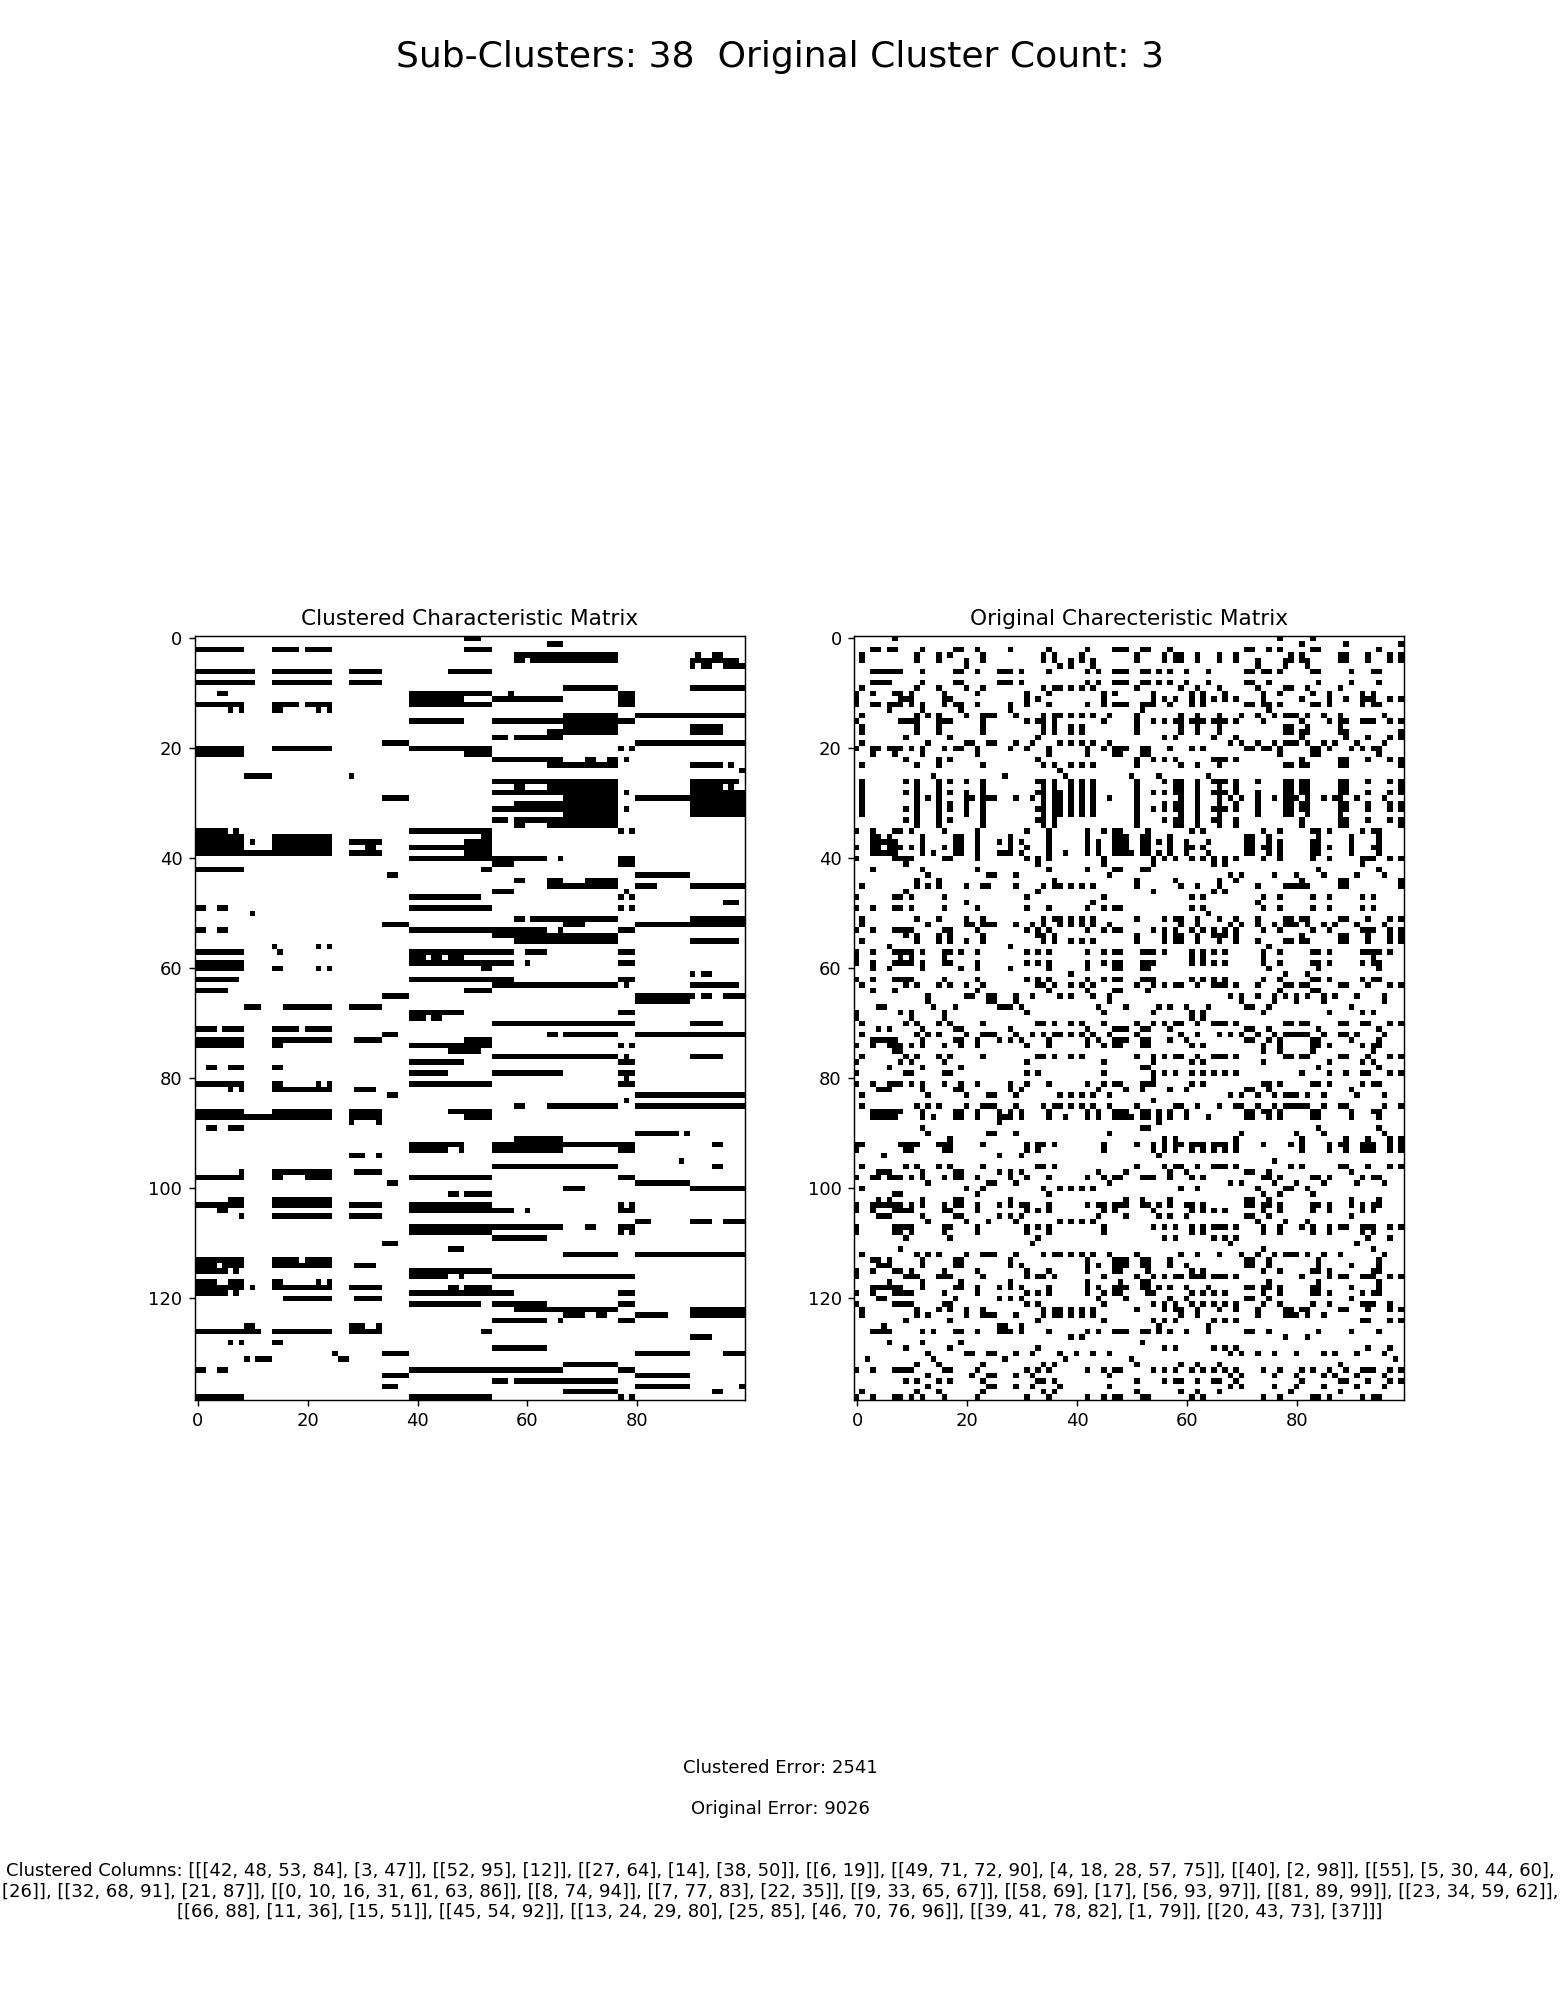 Sub-Clusters: 38  Original Cluster Count: 3
Clustered Characteristic Matrix
Original Charecteristic Matrix
0
20
40
60
80
100
120
0 20 40 60 80
0
20
40
60
80
100
120
0 20 40 60 80
Clustered Error: 2541
Original Error: 9026
Clustered Columns: [[[42, 48, 53, 84], [3, 47]], [[52, 95], [12]], [[27, 64], [14], [38, 50]], [[6, 19]], [[49, 71, 72, 90], [4, 18, 28, 57, 75]], [[40], [2, 98]], [[55], [5, 30, 44, 60],
[26]], [[32, 68, 91], [21, 87]], [[0, 10, 16, 31, 61, 63, 86]], [[8, 74, 94]], [[7, 77, 83], [22, 35]], [[9, 33, 65, 67]], [[58, 69], [17], [56, 93, 97]], [[81, 89, 99]], [[23, 34, 59, 62]],
[[66, 88], [11, 36], [15, 51]], [[45, 54, 92]], [[13, 24, 29, 80], [25, 85], [46, 70, 76, 96]], [[39, 41, 78, 82], [1, 79]], [[20, 43, 73], [37]]]